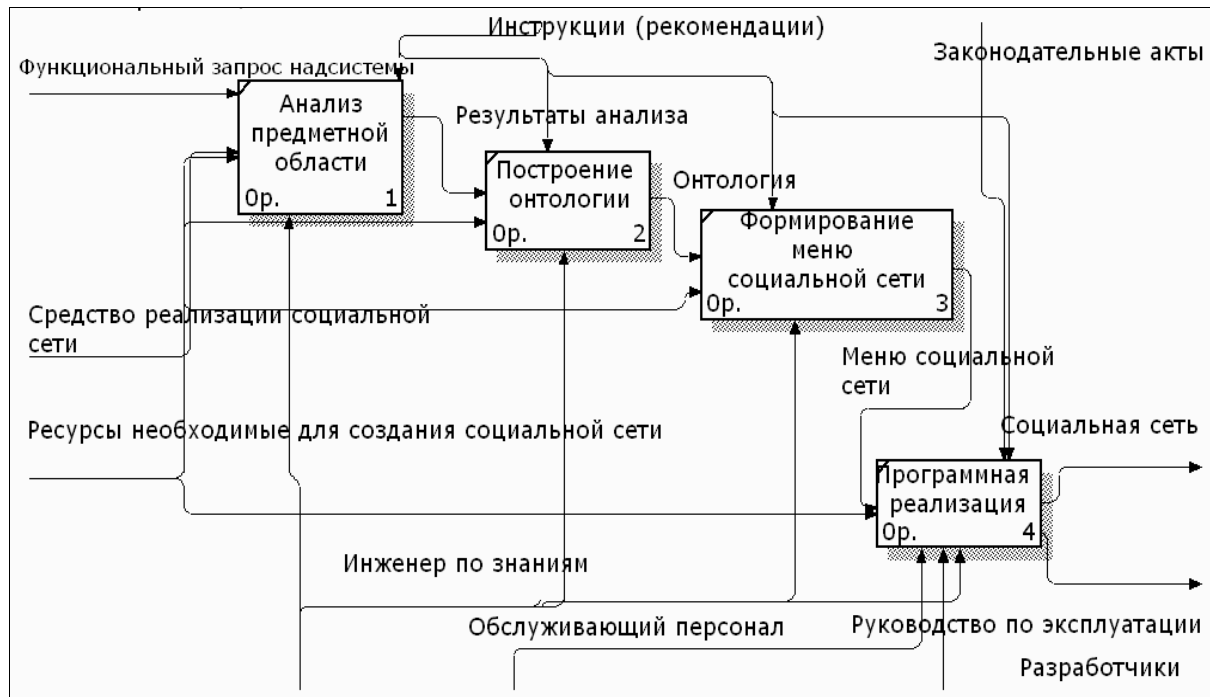 Инструкции (рекомендации)
Законодательные акты
Функциональный запрос надсистемы
Анализ
предметной
области
0р. 1
Результаты анализа
Построение
онтологии
0р. 2
Онтология
Формирование
меню
социальной сети
0р. 3
Средство реализации социальной
сети
Меню социальной
сети
Ресурсы необходимые для создания социальной сети
Социальная сеть
Программная
реализация
0р. 4
Инженер по знаниям
Обслуживающий персонал
Руководство по эксплуатации
Разработчики